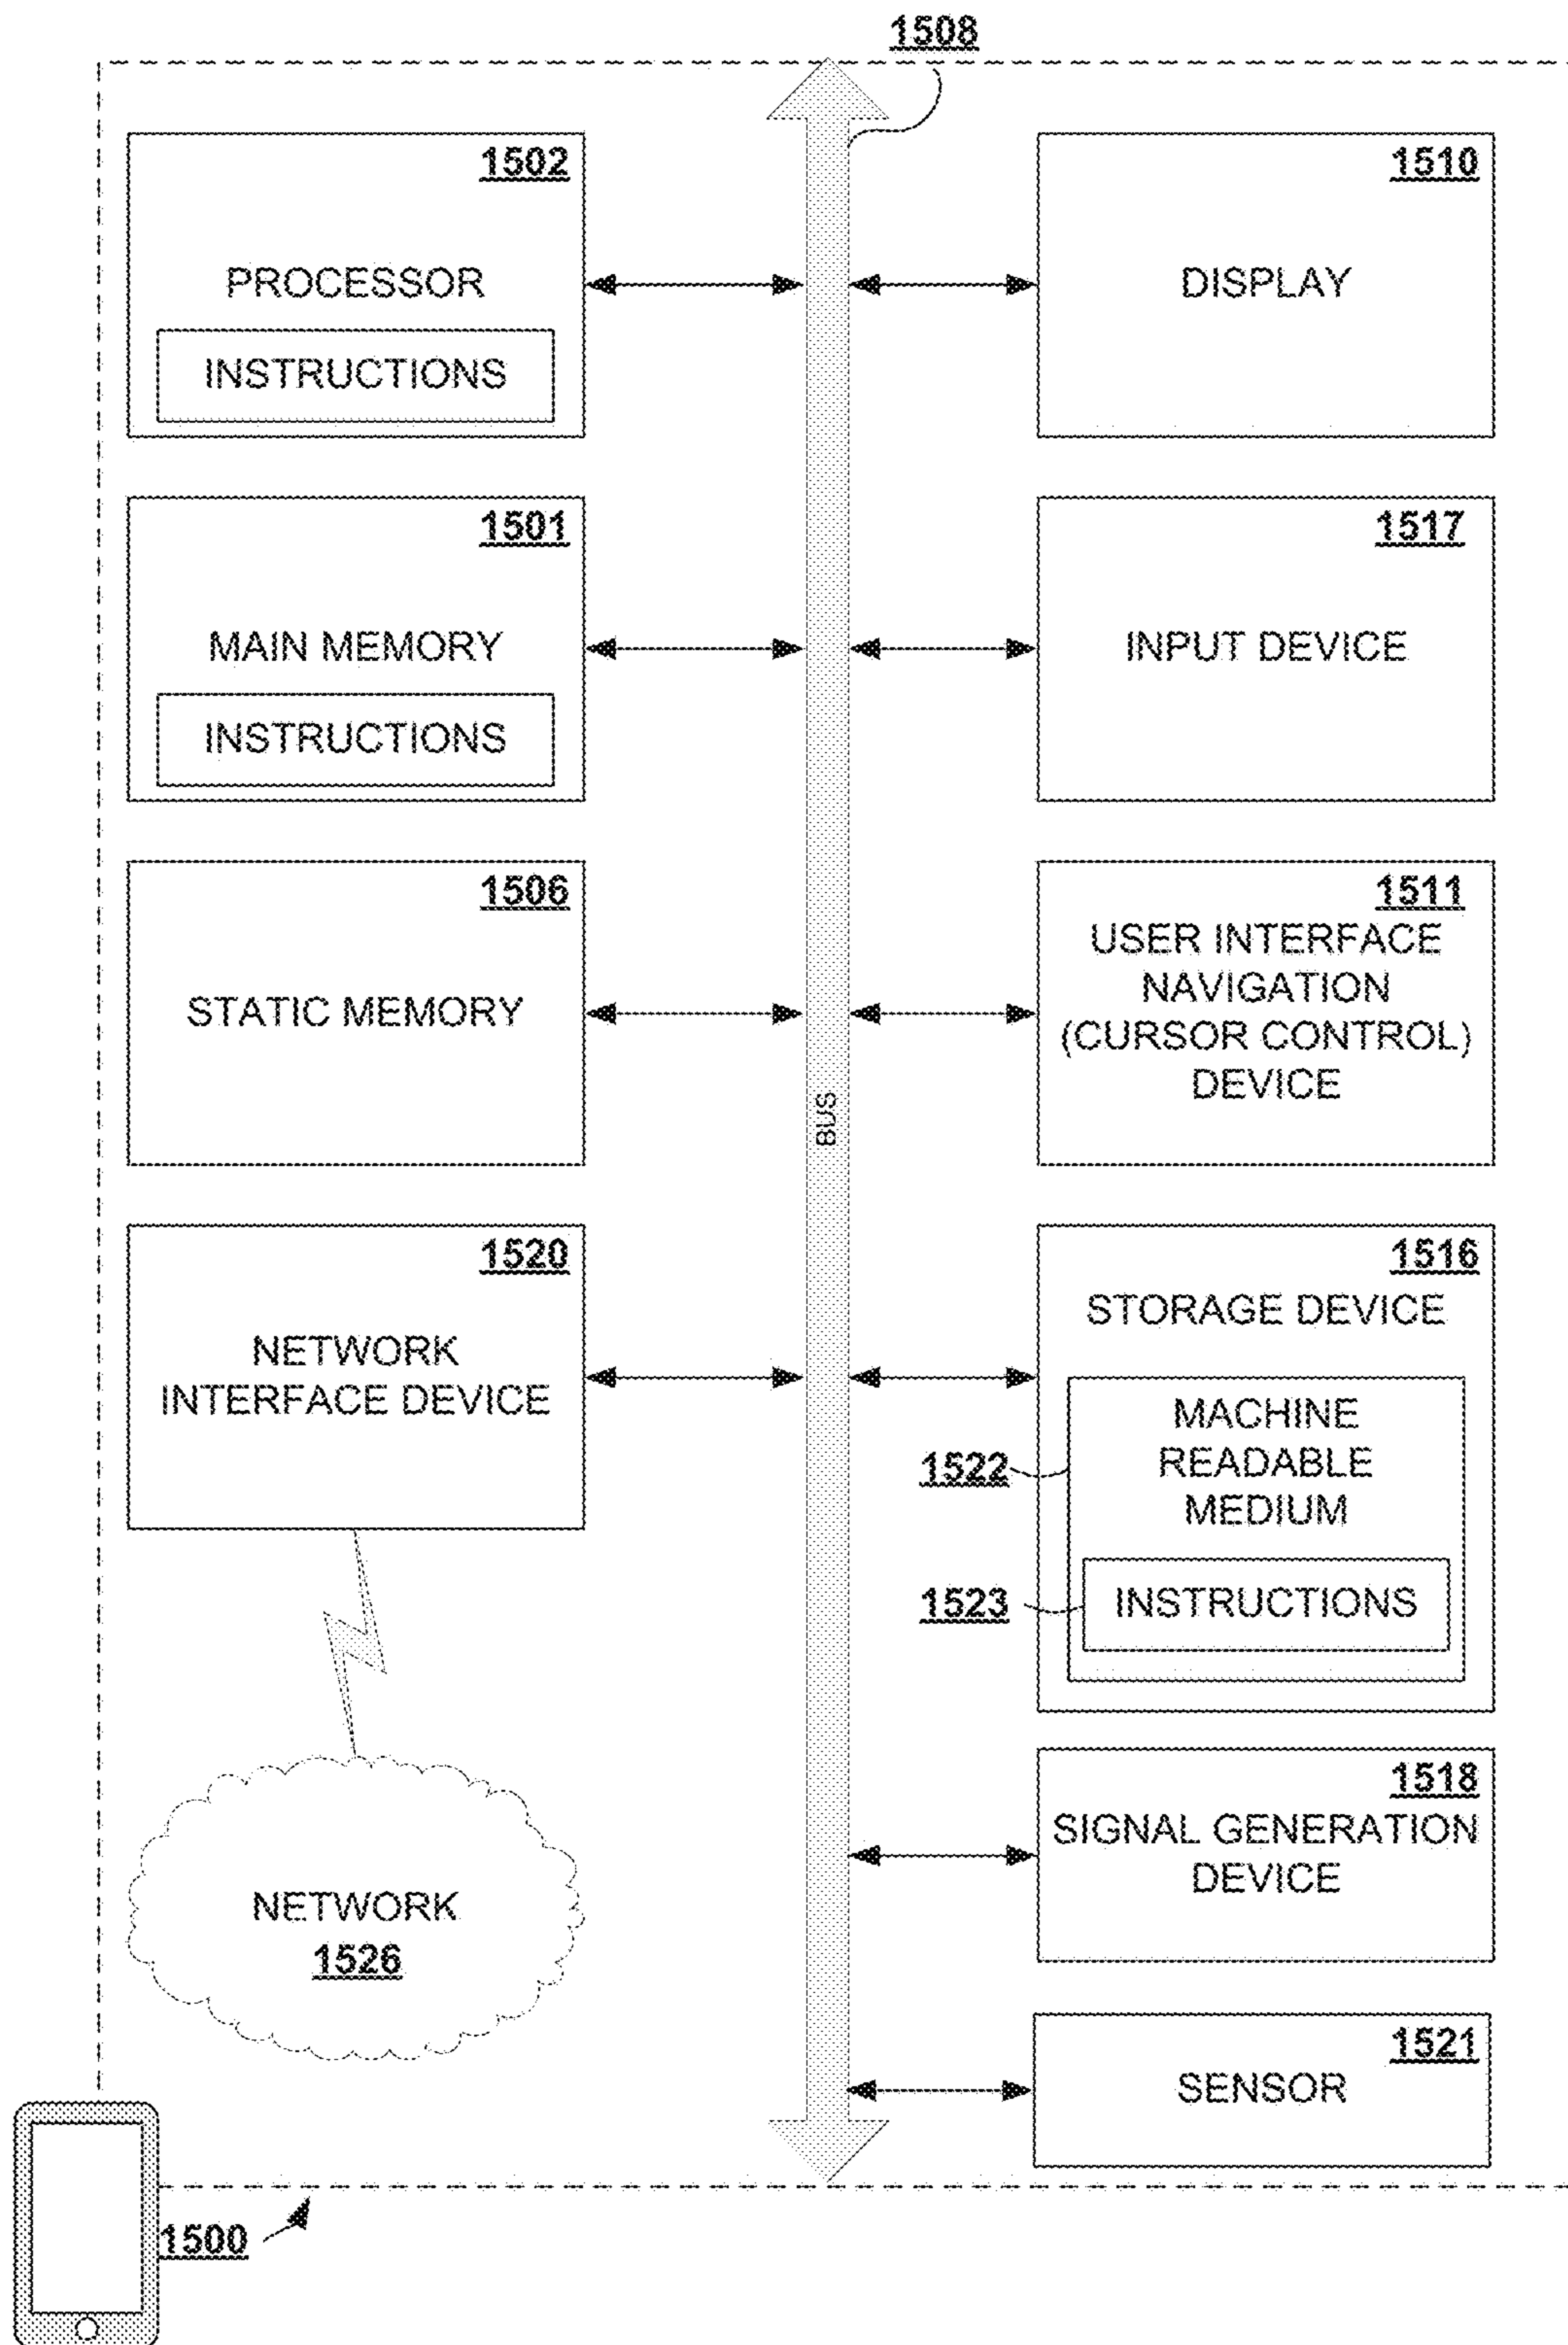 1508
1502
PROCESSOR
INSTRUCTIONS
1510
DISPLAY
1501
MAIN MEMORY
INSTRUCTIONS
1517
INPUT DEVICE
1506
STATIC MEMORY
1511
USER INTERFACE
NAVIGATION
(CURSOR CONTROL)
DEVICE
BUS
1520
NETWORK
INTERFACE DEVICE
1516
STORAGE DEVICE
MACHINE
READABLE
MEDIUM
1522
1523
INSTRUCTIONS
1518
SIGNAL GENERATION
DEVICE
NETWORK
1526
1521
SENSOR
1500